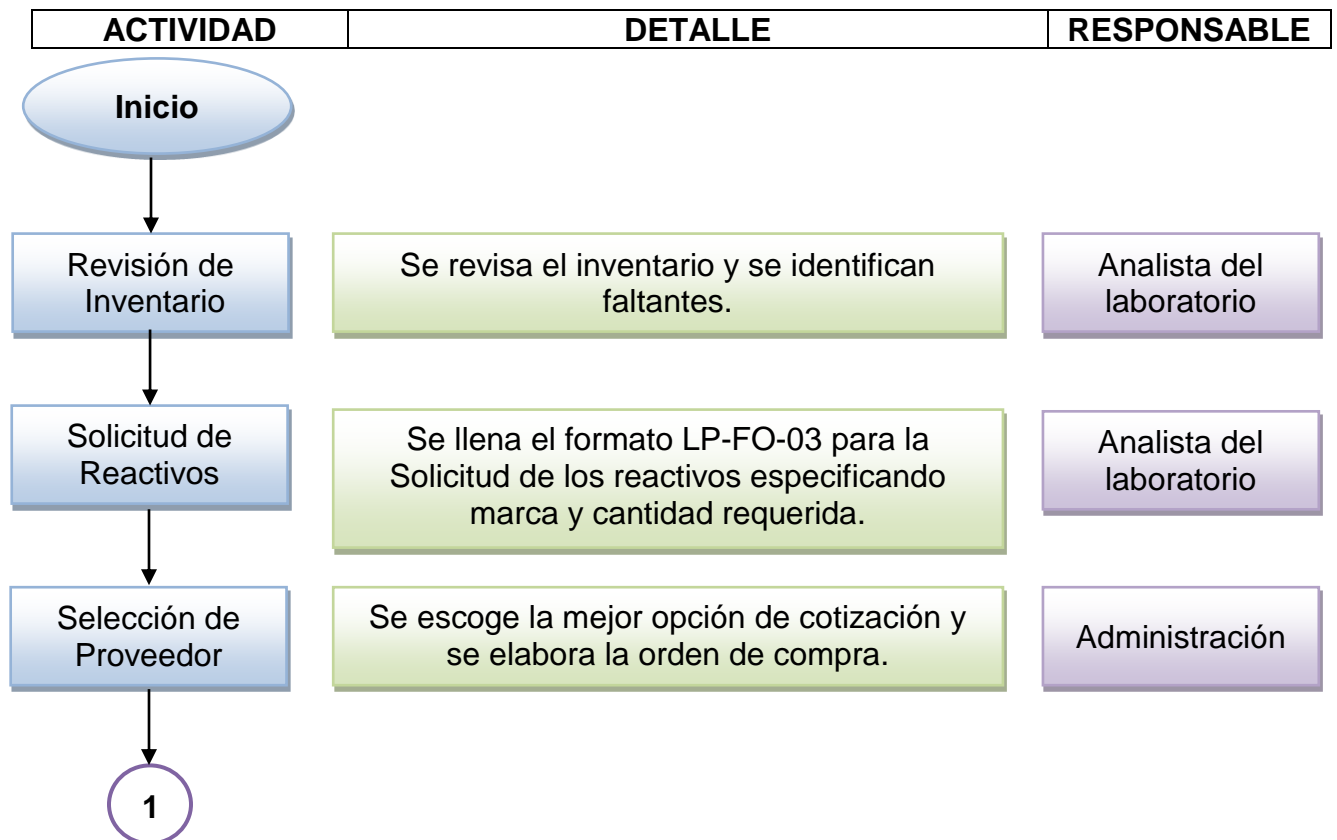 ACTIVIDAD DETALLE RESPONSABLE
Inicio
Revisión de
Inventario
Se revisa el inventario y se identifican
faltantes.
Analista del
laboratorio
Solicitud de
Reactivos
Se llena el formato LP-FO-03 para la
Solicitud de los reactivos especificando
marca y cantidad requerida.
Analista del
laboratorio
Selección de
Proveedor
Se escoge la mejor opción de cotización y
se elabora la orden de compra.
Administración
1